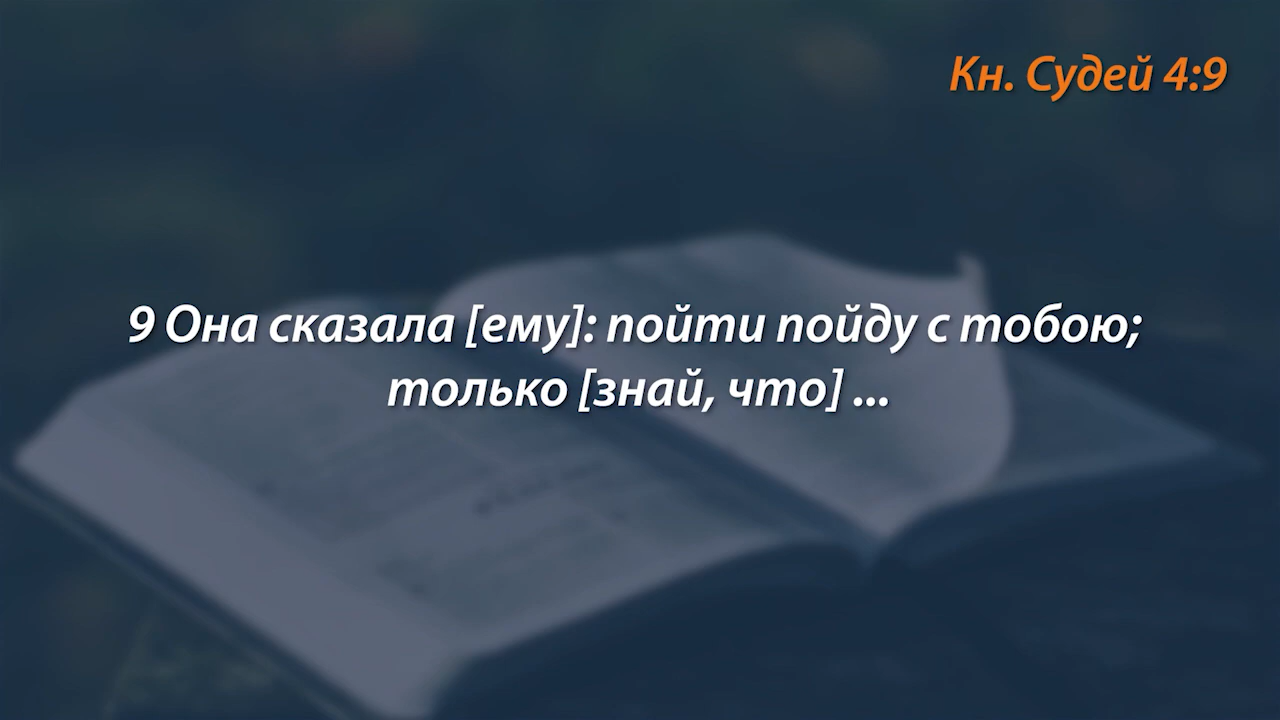 Кн. Судей 4:9
9 Она сказала [ему]: пойти пойду с тобою;
только [знай, что] ...